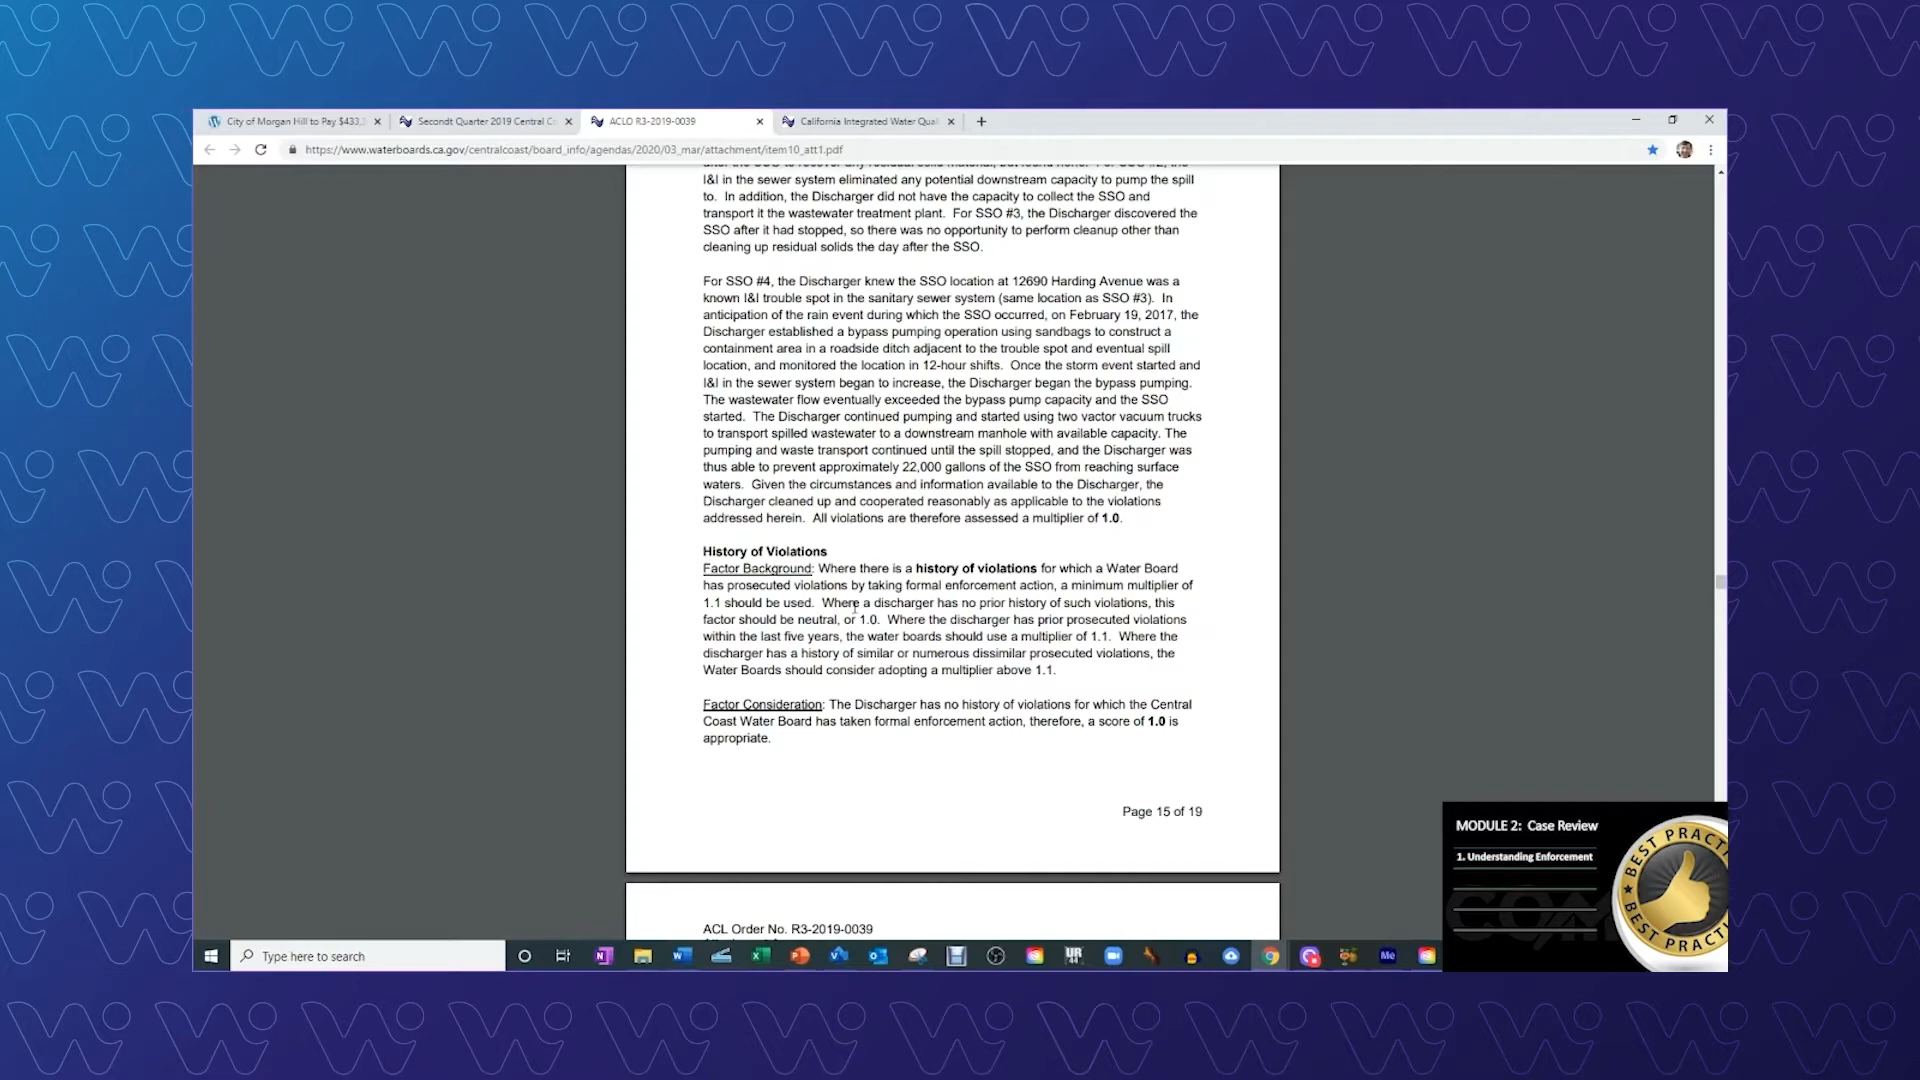 City of Morgan Hill to Pay $433,
Secondt Quarter 2019 Central Co
ACLO R3-2019-0039
California Integrated Water Qual
https://www.waterboards.ca.gov/centralcoast/board_info/agendas/2020/03_mar/attachment/item10_att1.pdf
I&I in the sewer system eliminated any potential downstream capacity to pump the spill
to. In addition, the Discharger did not have the capacity to collect the SSO and
transport it the wastewater treatment plant. For SSO #3, the Discharger discovered the
SSO after it had stopped, so there was no opportunity to perform cleanup other than
cleaning up residual solids the day after the SSO.
For SSO #4, the Discharger knew the SSO location at 12690 Harding Avenue was a
known I&I trouble spot in the sanitary sewer system (same location as SSO #3). In
anticipation of the rain event during which the SSO occurred, on February 19, 2017, the
Discharger established a bypass pumping operation using sandbags to construct a
containment area in a roadside ditch adjacent to the trouble spot and eventual spill
location, and monitored the location in 12-hour shifts. Once the storm event started and
I&I in the sewer system began to increase, the Discharger began the bypass pumping.
The wastewater flow eventually exceeded the bypass pump capacity and the SSO
started. The Discharger continued pumping and started using two vactor vacuum trucks
to transport spilled wastewater to a downstream manhole with available capacity. The
pumping and waste transport continued until the spill stopped, and the Discharger was
thus able to prevent approximately 22,000 gallons of the SSO from reaching surface
waters. Given the circumstances and information available to the Discharger, the
Discharger cleaned up and cooperated reasonably as applicable to the violations
addressed herein. All violations are therefore assessed a multiplier of 1.0.
History of Violations
Factor Background: Where there is a history of violations for which a Water Board
has prosecuted violations by taking formal enforcement action, a minimum multiplier of
1.1 should be used. Where a discharger has no prior history of such violations, this
factor should be neutral, or 1.0. Where the discharger has prior prosecuted violations
within the last five years, the water boards should use a multiplier of 1.1. Where the
discharger has a history of similar or numerous dissimilar prosecuted violations, the
Water Boards should consider adopting a multiplier above 1.1.
Factor Consideration: The Discharger has no history of violations for which the Central
Coast Water Board has taken formal enforcement action, therefore, a score of 1.0 is
appropriate.
Page 15 of 19
ACL Order No. R3-2019-0039
MODULE 2: Case Review
1. Understanding Enforcement
BEST PRACTI
BEST PRACTI
Type here to search
UR
44
Me